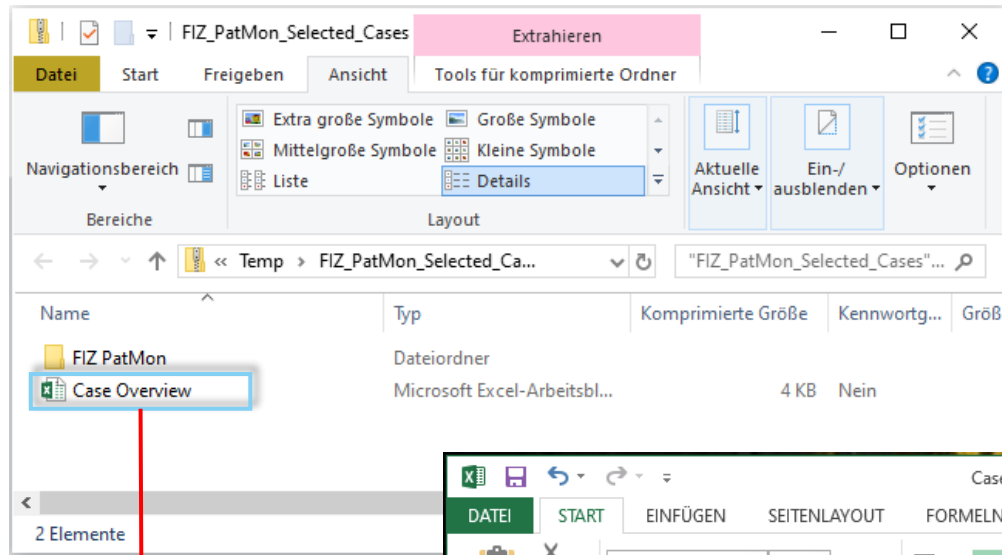 FIZ_PatMon_Selected_Cases
Extrahieren
Datei Start Freigeben Ansicht Tools für komprimierte Ordner
Extra große Symbole Große Symbole
Mittelgroße Symbole Kleine Symbole
Liste Details
Navigationsbereich
Aktuelle Ansicht
Ein-/ ausblenden
Optionen
Bereiche Layout
« Temp › FIZ_PatMon_Selected_Ca... "FIZ_PatMon_Selected_Cases"...
Name Typ Komprimierte Größe Kennwortg... Größ
FIZ PatMon Dateiordner
Case Overview Microsoft Excel-Arbeitsbl... 4 KB Nein
2 Elemente
Case
DATEI START EINFÜGEN SEITENLAYOUT FORMELN